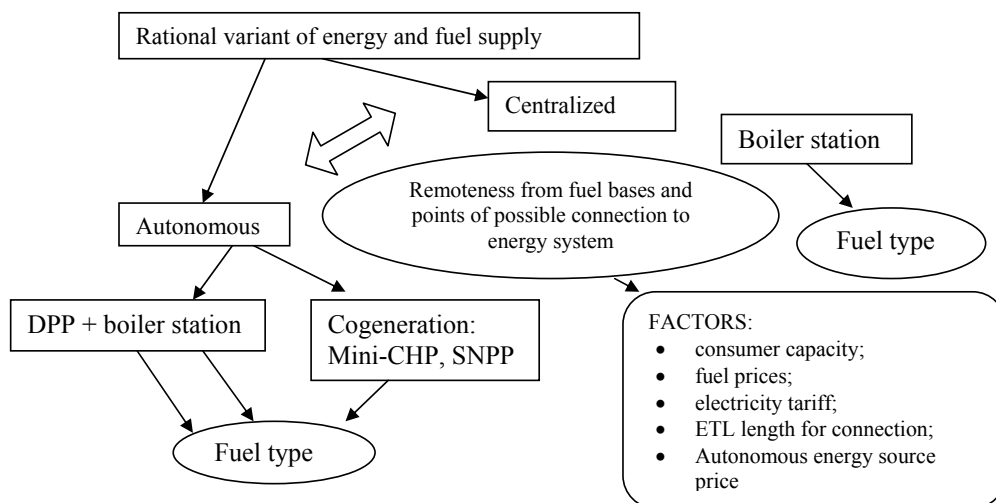 Rational variant of energy and fuel supply
Centralized
Boiler station
Remoteness from fuel bases and
points of possible connection to
energy system
Autonomous
Fuel type
DPP + boiler station
Cogeneration:
Mini-CHP, SNPP
Fuel type
FACTORS:
• consumer capacity;
• fuel prices;
• electricity tariff;
• ETL length for connection;
• Autonomous energy source
price